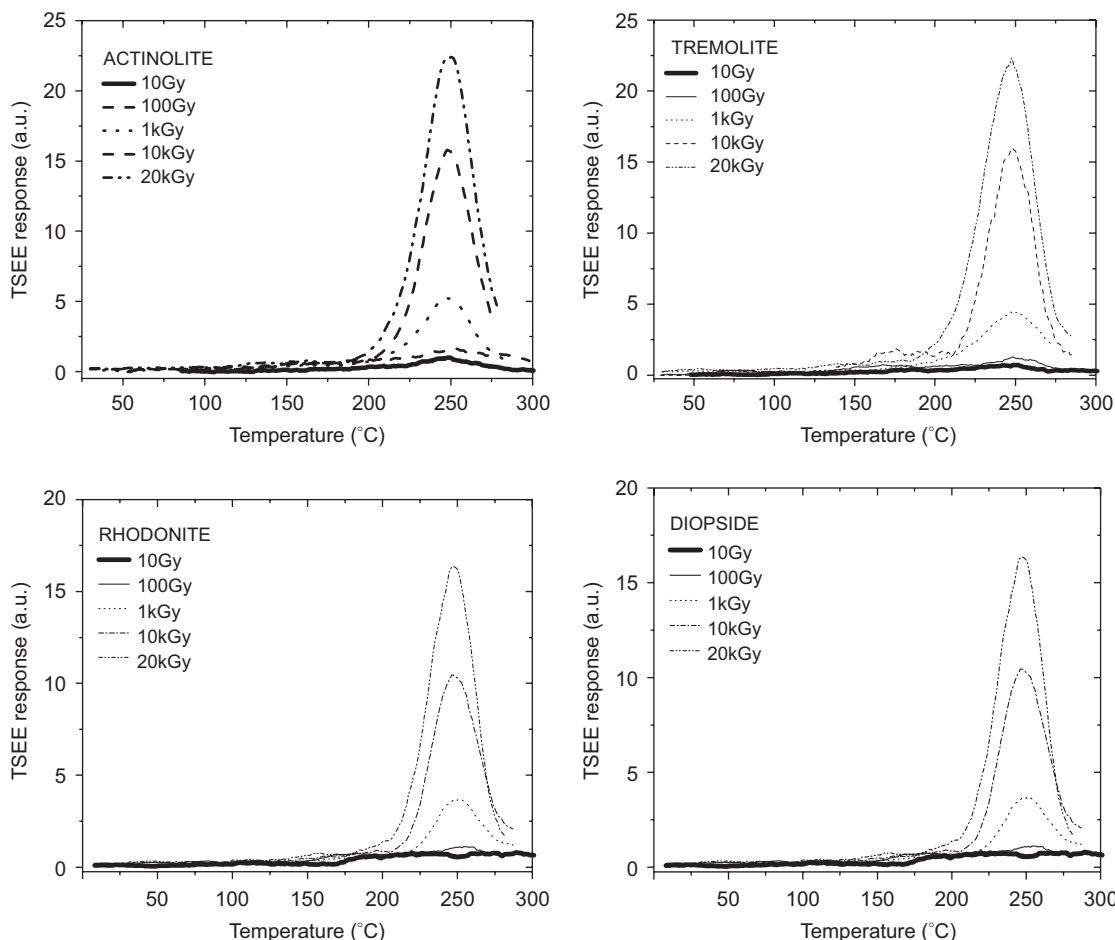 ACTINOLITE
10Gy
100Gy
1kGy
10kGy
20kGy
TSEE response (a.u.)
25
20
15
10
5
0
50 100 150 200 250 300
Temperature (°C)
TREMOLITE
10Gy
100Gy
1kGy
10kGy
20kGy
TSEE response (a.u.)
25
20
15
10
5
0
50 100 150 200 250 300
Temperature (°C)
RHODONITE
10Gy
100Gy
1kGy
10kGy
20kGy
TSEE response (a.u.)
20
15
10
5
0
50 100 150 200 250 300
Temperature (°C)
DIOPSIDE
10Gy
100Gy
1kGy
10kGy
20kGy
TSEE response (a.u.)
20
15
10
5
0
50 100 150 200 250 300
Temperature (°C)